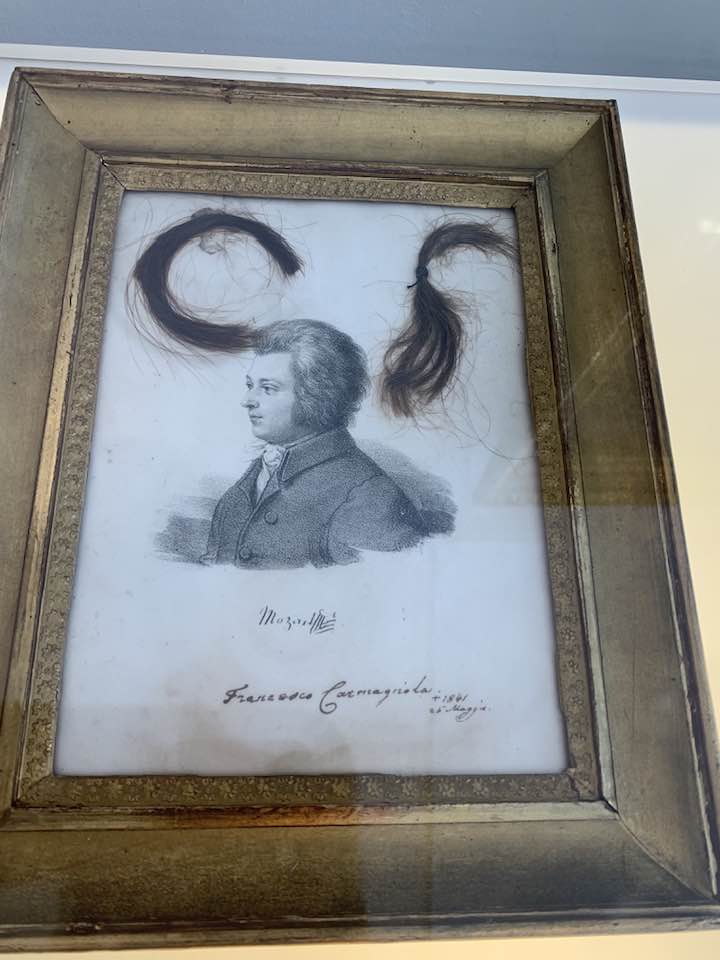 Mozart
Francesco Carmagnola.
+ 1841
25 Maggio.